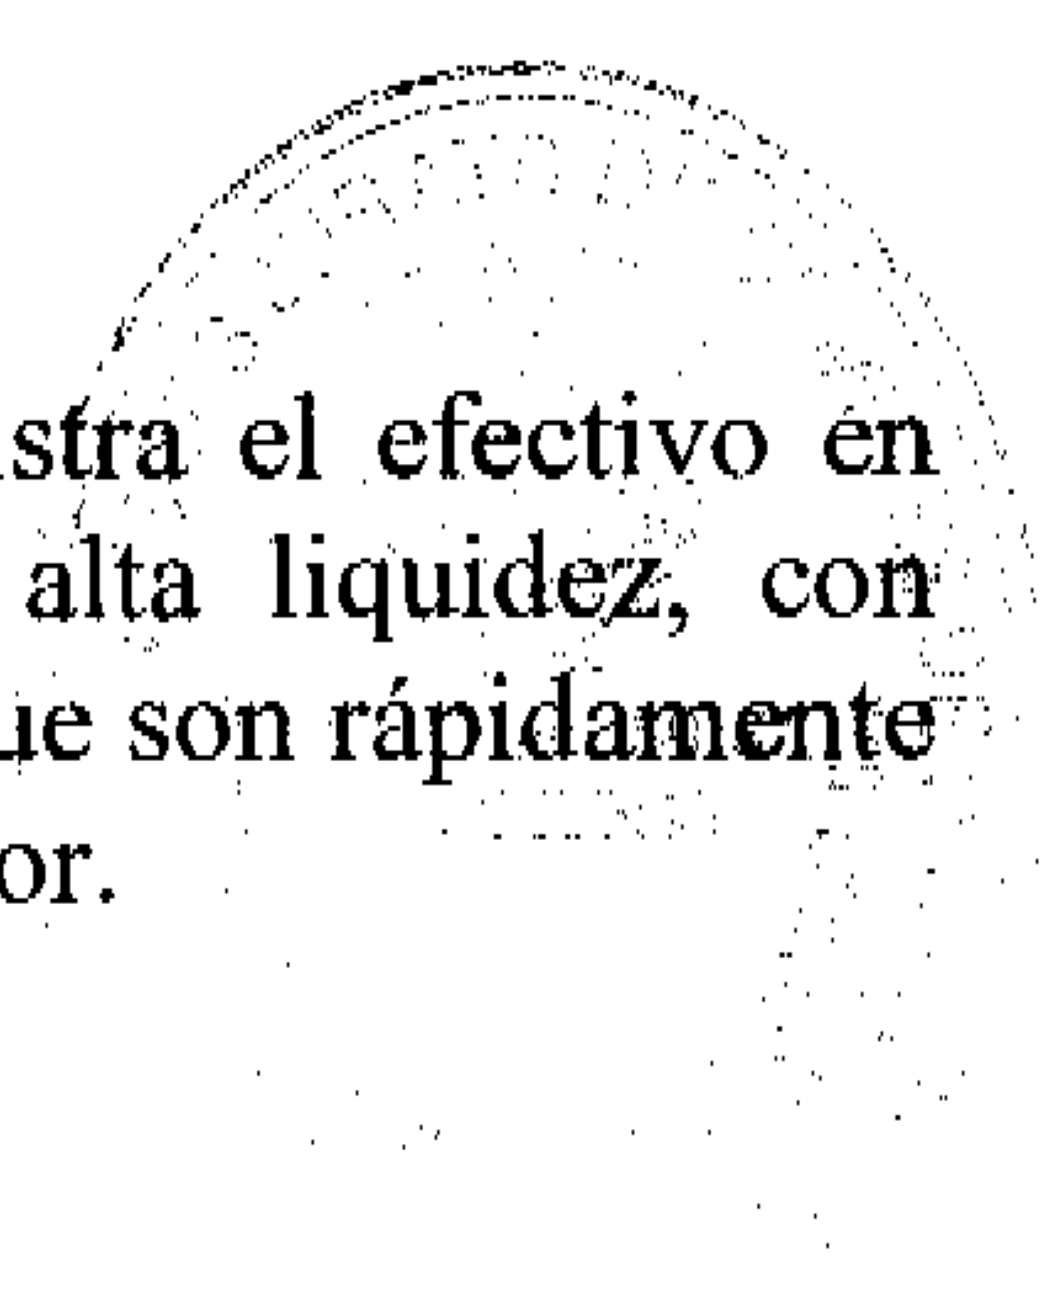 stra el efectivo en
alta liquidez, con
ue son rápidamente
or.